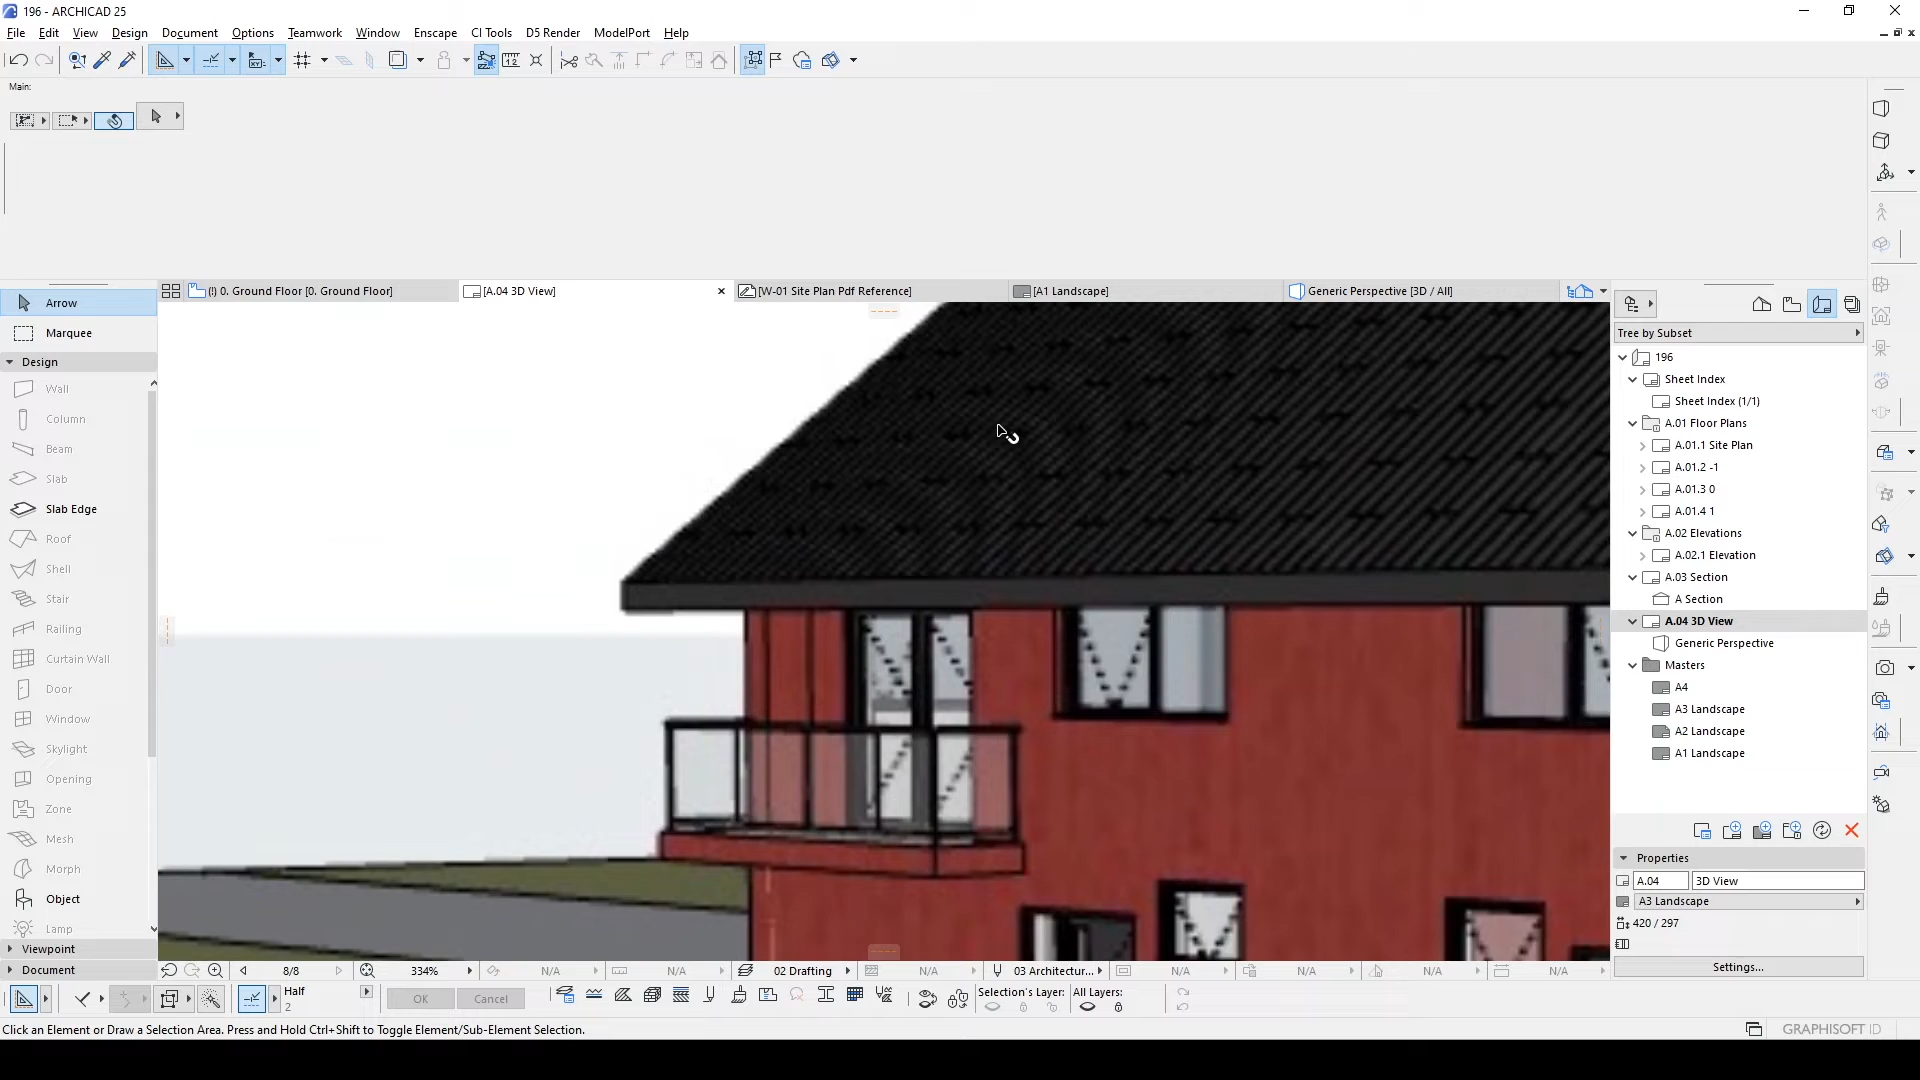 196 - ARCHICAD 25
File Edit View Design Document Options Teamwork Window Enscape CI Tools D5 Render ModelPort Help
Main:
(!) 0. Ground Floor [0. Ground Floor]
[A.04 3D View]
[W-01 Site Plan Pdf Reference]
[A1 Landscape]
Generic Perspective [3D / All]
Arrow
Marquee
Design
Wall
Column
Beam
Slab
Slab Edge
Roof
Shell
Stair
Railing
Curtain Wall
Door
Window
Skylight
Opening
Zone
Mesh
Morph
Object
Lamp
Viewpoint
Document
Tree by Subset
196
Sheet Index
Sheet Index (1/1)
A.01 Floor Plans
A.01.1 Site Plan
A.01.2 -1
A.01.3 0
A.01.4 1
A.02 Elevations
A.02.1 Elevation
A.03 Section
A Section
A.04 3D View
Generic Perspective
Masters
A4
A3 Landscape
A2 Landscape
A1 Landscape
Properties
A.04 3D View
A3 Landscape
420 / 297
Settings...
8/8 334% N/A N/A 02 Drafting N/A 03 Architectur... N/A N/A N/A N/A
Half
2
OK Cancel
Selection's Layer: All Layers:
Click an Element or Draw a Selection Area. Press and Hold Ctrl+Shift to Toggle Element/Sub-Element Selection.
GRAPHISOFT ID